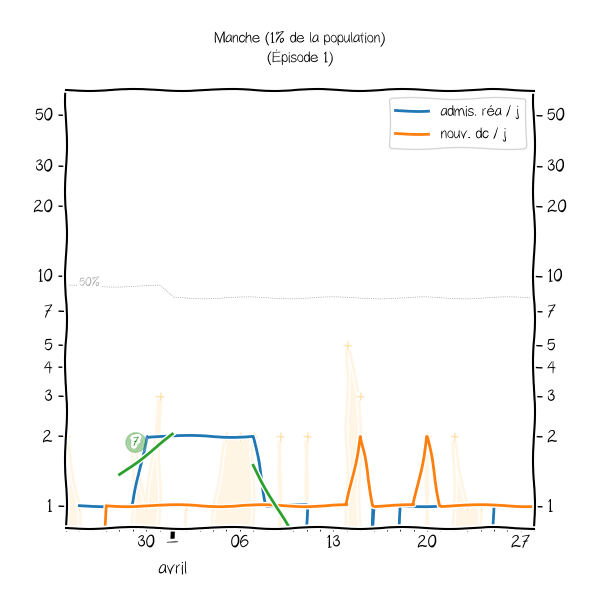 Manche (1% de la population)
(Épisode 1)
admis. réa / j
nouv. dc / j
50 50
30 30
20 20
10 10
50%
7 7
5 5
4 4
3 3
2 2
7
1 1
30 06 13 20 27
avril